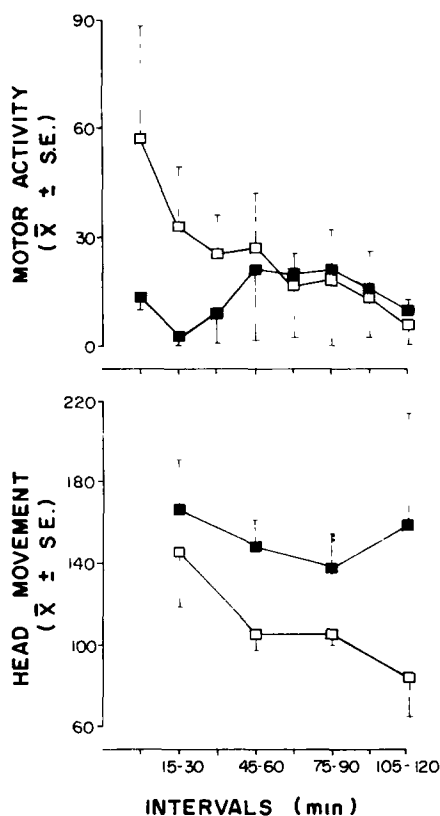 90
60
30
0
MOTOR ACTIVITY
(X̄ ± S.E.)
220
180
140
100
60
HEAD MOVEMENT
(X̄ ± S.E.)
15-30 45-60 75-90 105-120
INTERVALS (min)